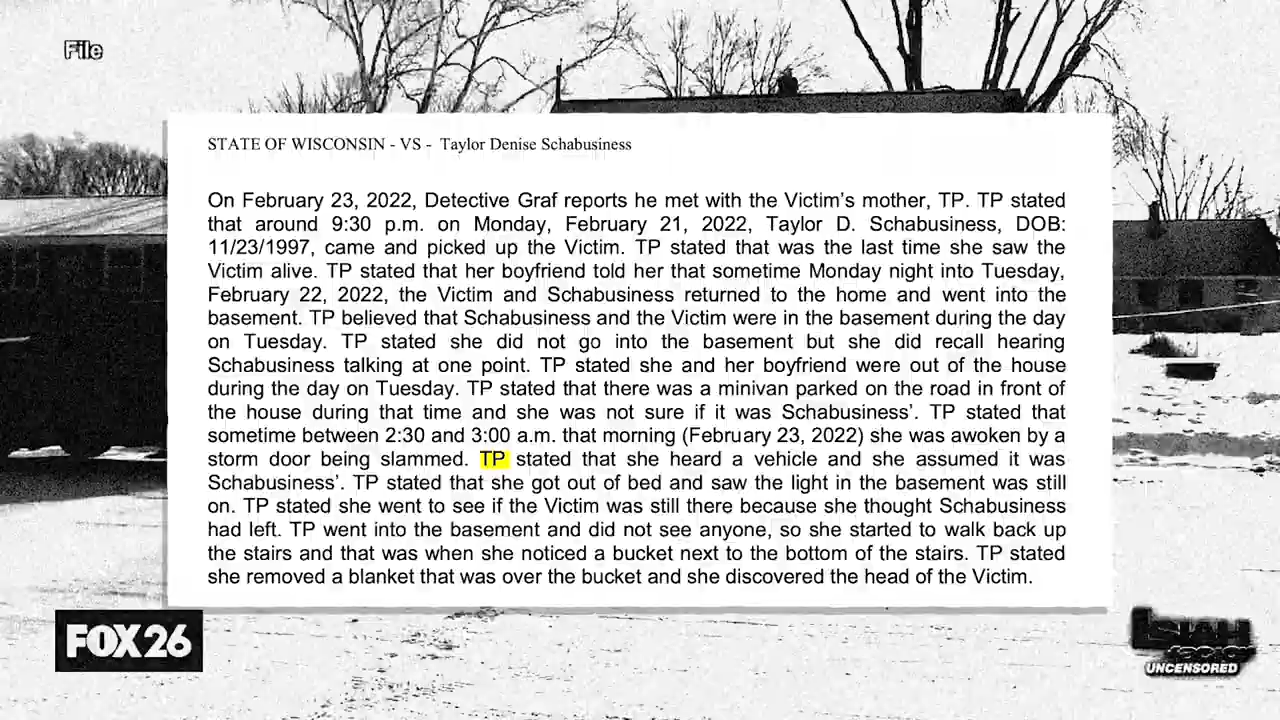 File
STATE OF WISCONSIN - VS - Taylor Denise Schabusiness
On February 23, 2022, Detective Graf reports he met with the Victim's mother, TP. TP stated
that around 9:30 p.m. on Monday, February 21, 2022, Taylor D. Schabusiness, DOB:
11/23/1997, came and picked up the Victim. TP stated that was the last time she saw the
Victim alive. TP stated that her boyfriend told her that sometime Monday night into Tuesday,
February 22, 2022, the Victim and Schabusiness returned to the home and went into the
basement. TP believed that Schabusiness and the Victim were in the basement during the day
on Tuesday. TP stated she did not go into the basement but she did recall hearing
Schabusiness talking at one point. TP stated she and her boyfriend were out of the house
during the day on Tuesday. TP stated that there was a minivan parked on the road in front of
the house during that time and she was not sure if it was Schabusiness'. TP stated that
sometime between 2:30 and 3:00 a.m. that morning (February 23, 2022) she was awoken by a
storm door being slammed. TP stated that she heard a vehicle and she assumed it was
Schabusiness'. TP stated that she got out of bed and saw the light in the basement was still
on. TP stated she went to see if the Victim was still there because she thought Schabusiness
had left. TP went into the basement and did not see anyone, so she started to walk back up
the stairs and that was when she noticed a bucket next to the bottom of the stairs. TP stated
she removed a blanket that was over the bucket and she discovered the head of the Victim.
FOX 26
ISIAH
factor
UNCENSORED